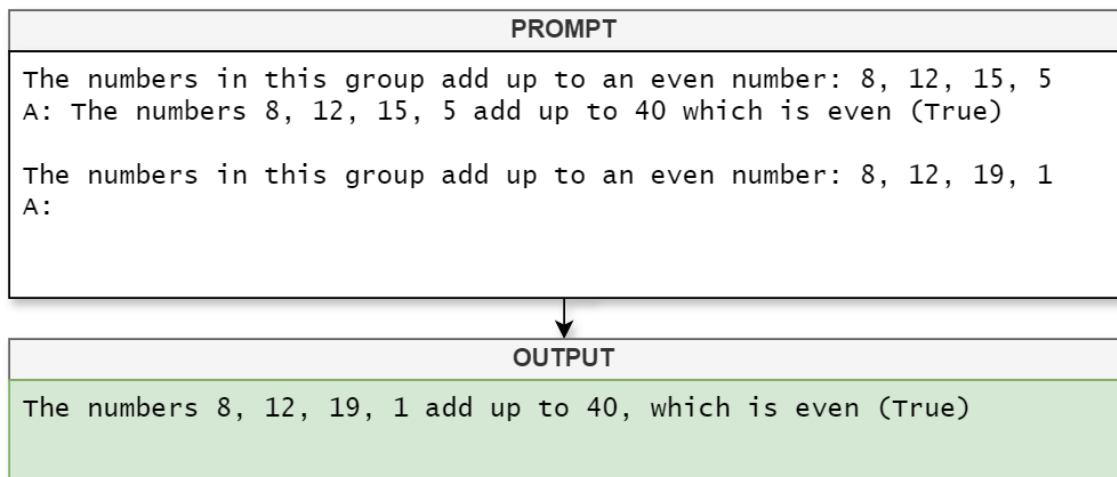 PROMPT
The numbers in this group add up to an even number: 8, 12, 15, 5
A: The numbers 8, 12, 15, 5 add up to 40 which is even (True)
The numbers in this group add up to an even number: 8, 12, 19, 1
A:
OUTPUT
The numbers 8, 12, 19, 1 add up to 40, which is even (True)